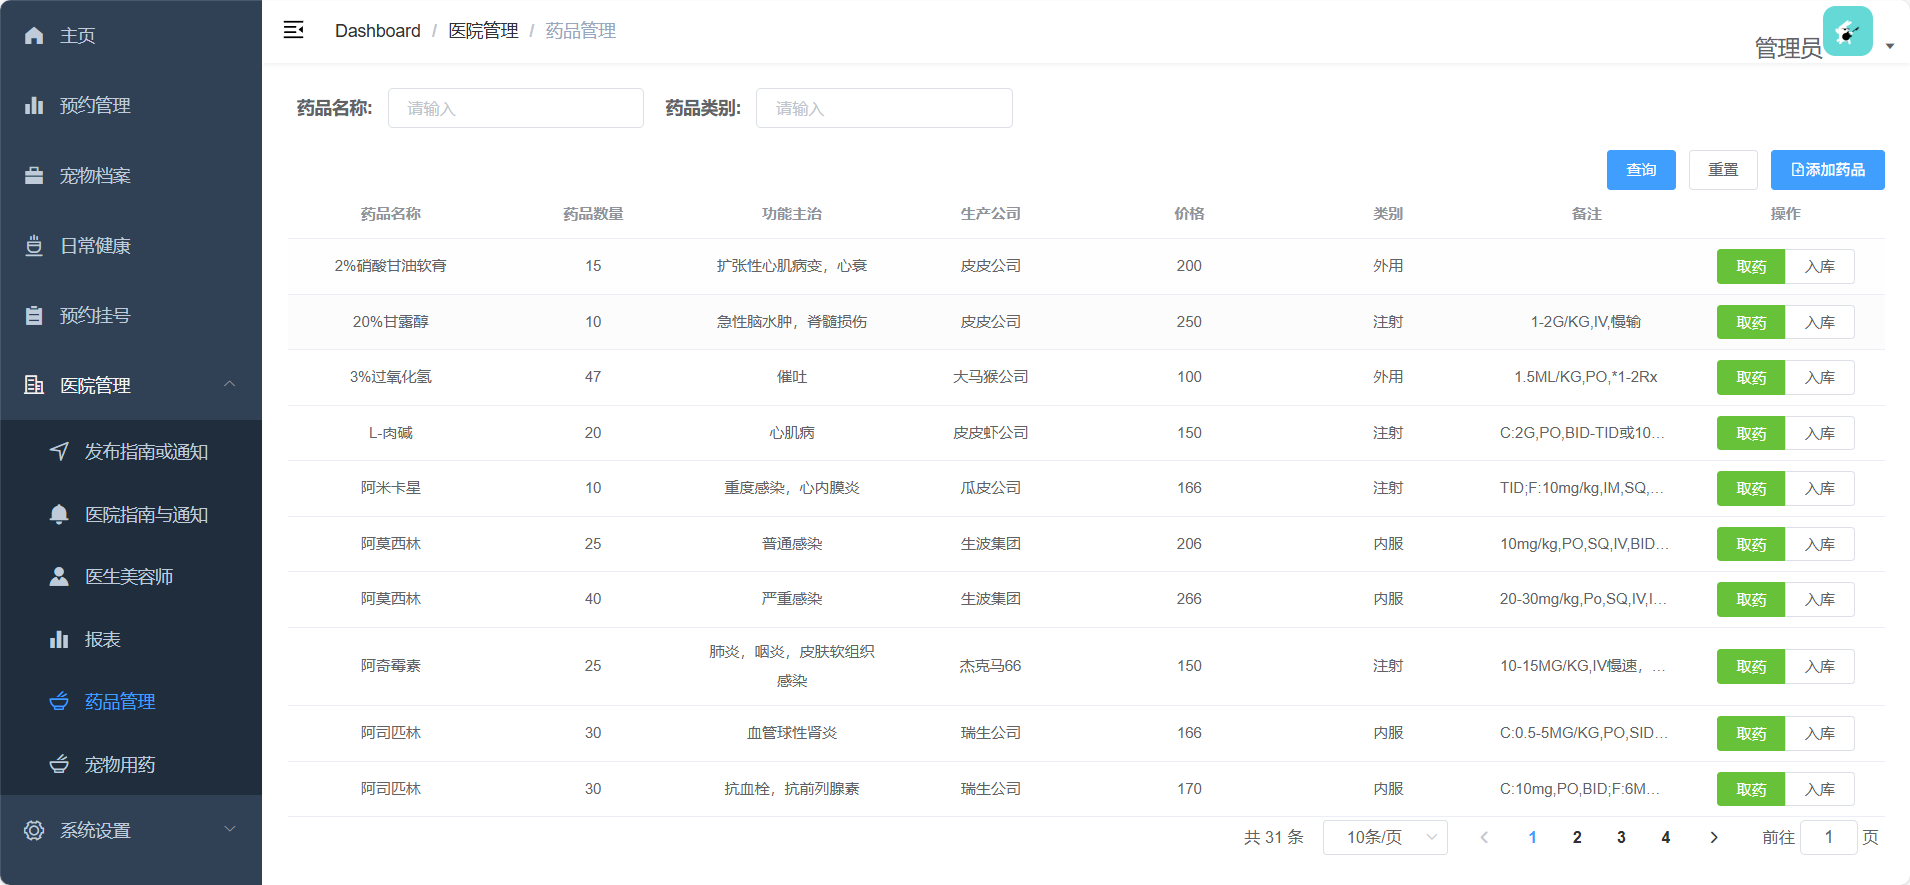 主页
预约管理
宠物档案
日常健康
预约挂号
医院管理
发布指南或通知
医院指南与通知
医生美容师
报表
药品管理
宠物用药
系统设置
Dashboard / 医院管理 / 药品管理
管理员
药品名称: 请输入 药品类别: 请输入
查询 重置 添加药品
药品名称 药品数量 功能主治 生产公司 价格 类别 备注 操作
2%硝酸甘油软膏 15 扩张性心肌病变，心衰 皮皮公司 200 外用 取药 入库
20%甘露醇 10 急性脑水肿，脊髓损伤 皮皮公司 250 注射 1-2G/KG,IV,慢输 取药 入库
3%过氧化氢 47 催吐 大马猴公司 100 外用 1.5ML/KG,PO,*1-2Rx 取药 入库
L-肉碱 20 心肌病 皮皮虾公司 150 注射 C:2G,PO,BID-TID或10... 取药 入库
阿米卡星 10 重度感染，心内膜炎 瓜皮公司 166 注射 TID;F:10mg/kg,IM,SQ,... 取药 入库
阿莫西林 25 普通感染 生波集团 206 内服 10mg/kg,PO,SQ,IV,BID... 取药 入库
阿莫西林 40 严重感染 生波集团 266 内服 20-30mg/kg,Po,SQ,IV,I... 取药 入库
阿奇霉素 25 肺炎，咽炎，皮肤软组织 杰克马66 150 注射 10-15MG/KG,IV慢速，... 取药 入库
感染
阿司匹林 30 血管球性肾炎 瑞生公司 166 内服 C:0.5-5MG/KG,PO,SID... 取药 入库
阿司匹林 30 抗血栓，抗前列腺素 瑞生公司 170 内服 C:10mg,PO,BID;F:6M... 取药 入库
共 31 条 10条/页 1 2 3 4 前往 1 页